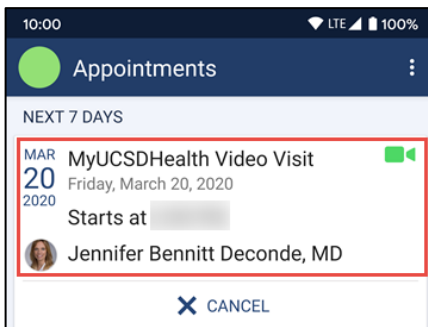 10:00 LTE 100%
Appointments
NEXT 7 DAYS
MAR
20
2020
MyUCSDHealth Video Visit
Friday, March 20, 2020
Starts at
Jennifer Bennitt Deconde, MD
CANCEL